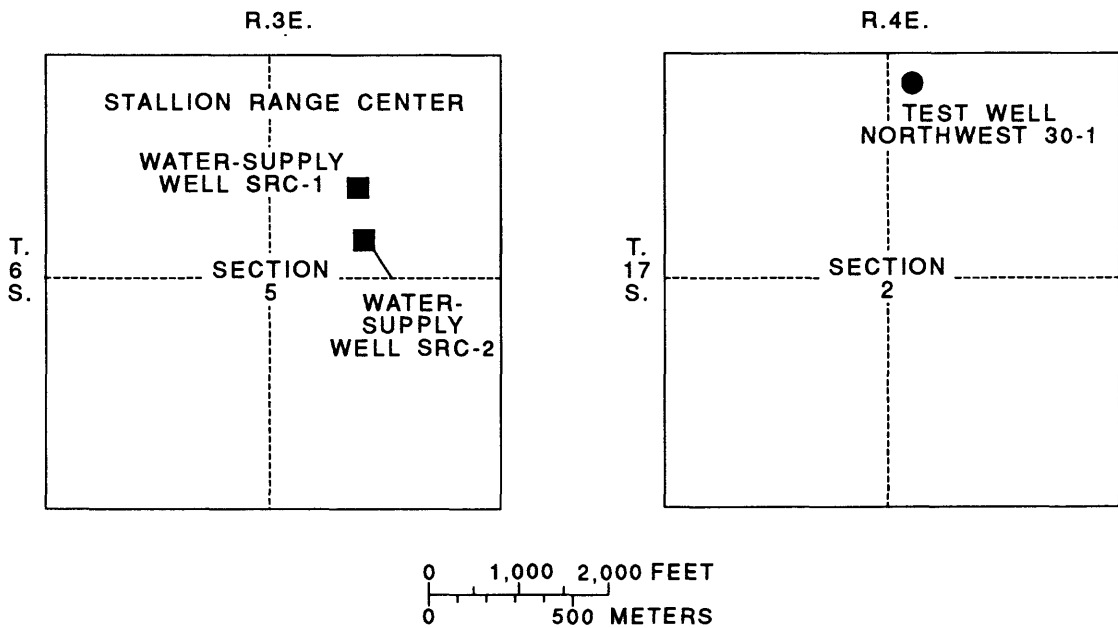 R.3E.
STALLION RANGE CENTER
WATER-SUPPLY
WELL SRC-1
T.
6
S.
SECTION
5
WATER-
SUPPLY
WELL SRC-2
R.4E.
TEST WELL
NORTHWEST 30-1
T.
17
S.
SECTION
2
0 1,000 2,000 FEET
0 500 METERS